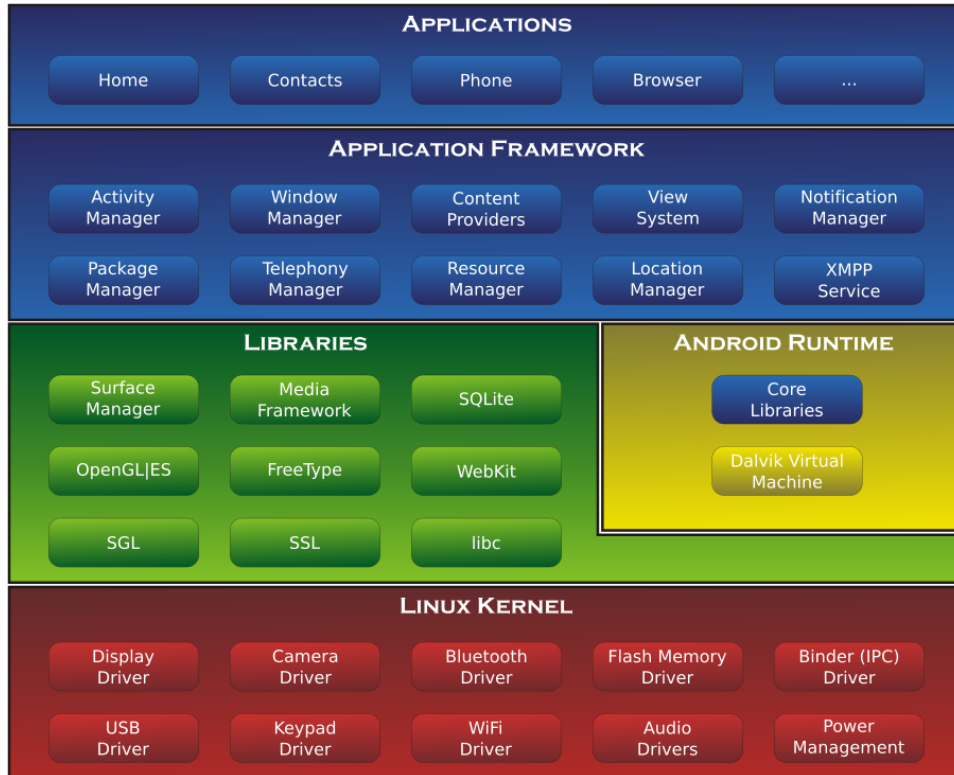 APPLICATIONS
Home
Contacts
Phone
Browser
...
APPLICATION FRAMEWORK
Activity
Manager
Window
Manager
Content
Providers
View
System
Notification
Manager
Package
Manager
Telephony
Manager
Resource
Manager
Location
Manager
XMPP
Service
LIBRARIES
Surface
Manager
Media
Framework
SQLite
OpenGL|ES
FreeType
WebKit
SGL
SSL
libc
ANDROID RUNTIME
Core
Libraries
Dalvik Virtual
Machine
LINUX KERNEL
Display
Driver
Camera
Driver
Bluetooth
Driver
Flash Memory
Driver
Binder (IPC)
Driver
USB
Driver
Keypad
Driver
WiFi
Driver
Audio
Drivers
Power
Management